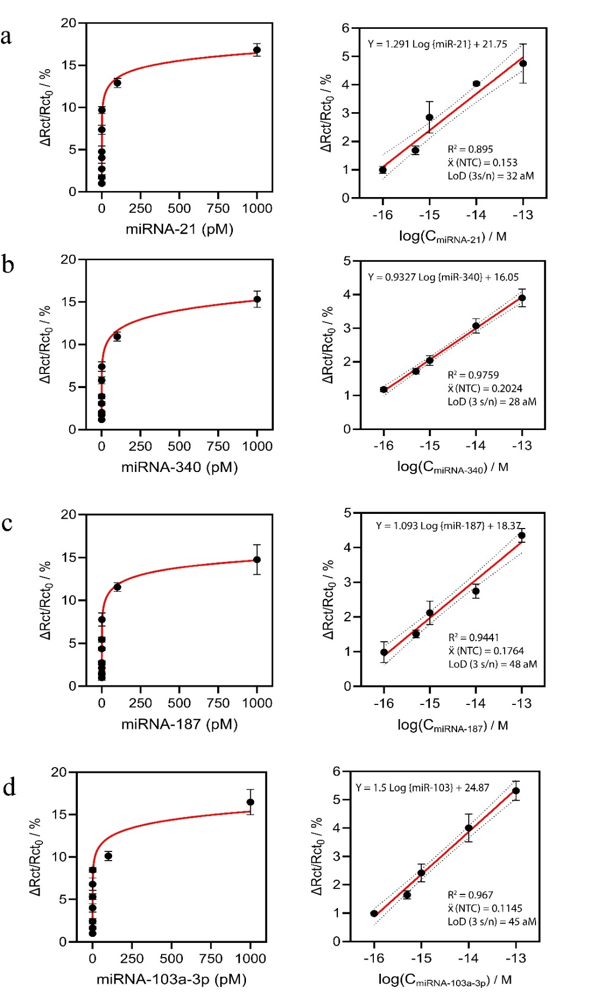 a
20
15
10
5
0
ΔRct/Rct0 / %
0 250 500 750 1000
miRNA-21 (pM)
6
5
4
3
2
1
0
ΔRct/Rct0 / %
Y = 1.291 Log {miR-21} + 21.75
R² = 0.895
ẍ (NTC) = 0.153
LoD (3s/n) = 32 aM
-16 -15 -14 -13
log(CmiRNA-21) / M
b
20
15
10
5
0
ΔRct/Rct0 / %
0 250 500 750 1000
miRNA-340 (pM)
5
4
3
2
1
0
ΔRct/Rct0 / %
Y = 0.9327 Log {miR-340} + 16.05
R² = 0.9759
ẍ (NTC) = 0.2024
LoD (3 s/n) = 28 aM
-16 -15 -14 -13
log(CmiRNA-340) / M
c
20
15
10
5
0
ΔRct/Rct0 / %
0 250 500 750 1000
miRNA-187 (pM)
5
4
3
2
1
0
ΔRct/Rct0 / %
Y = 1.093 Log {miR-187} + 18.37
R² = 0.9441
ẍ (NTC) = 0.1764
LoD (3 s/n) = 48 aM
-16 -15 -14 -13
log(CmiRNA-187) / M
d
20
15
10
5
0
ΔRct/Rct0 / %
0 250 500 750 1000
miRNA-103a-3p (pM)
6
5
4
3
2
1
0
ΔRct/Rct0 / %
Y = 1.5 Log {miR-103} + 24.87
R² = 0.967
ẍ (NTC) = 0.1145
LoD (3 s/n) = 45 aM
-16 -15 -14 -13
log(CmiRNA-103a-3p) / M